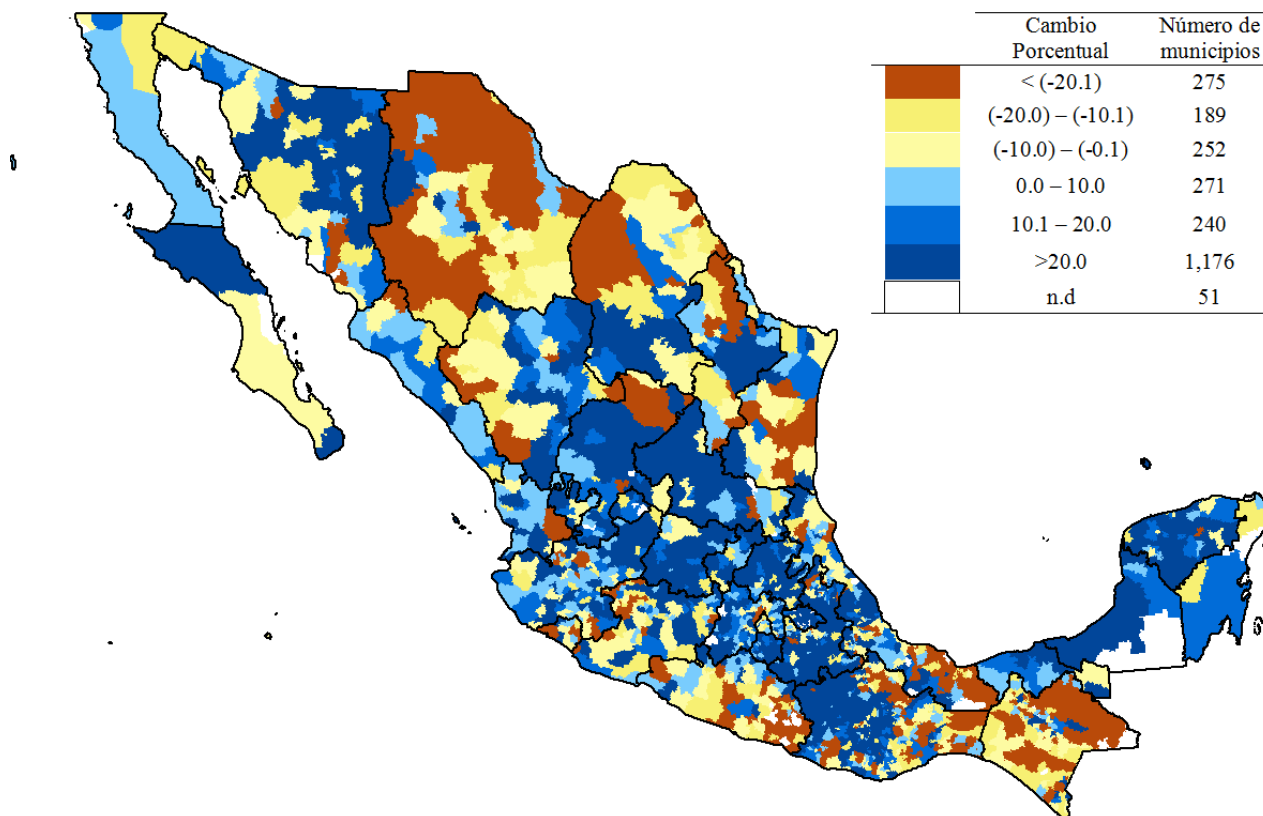 Cambio Número de
Porcentual municipios
< (-20.1) 275
(-20.0) – (-10.1) 189
(-10.0) – (-0.1) 252
0.0 – 10.0 271
10.1 – 20.0 240
>20.0 1,176
n.d 51